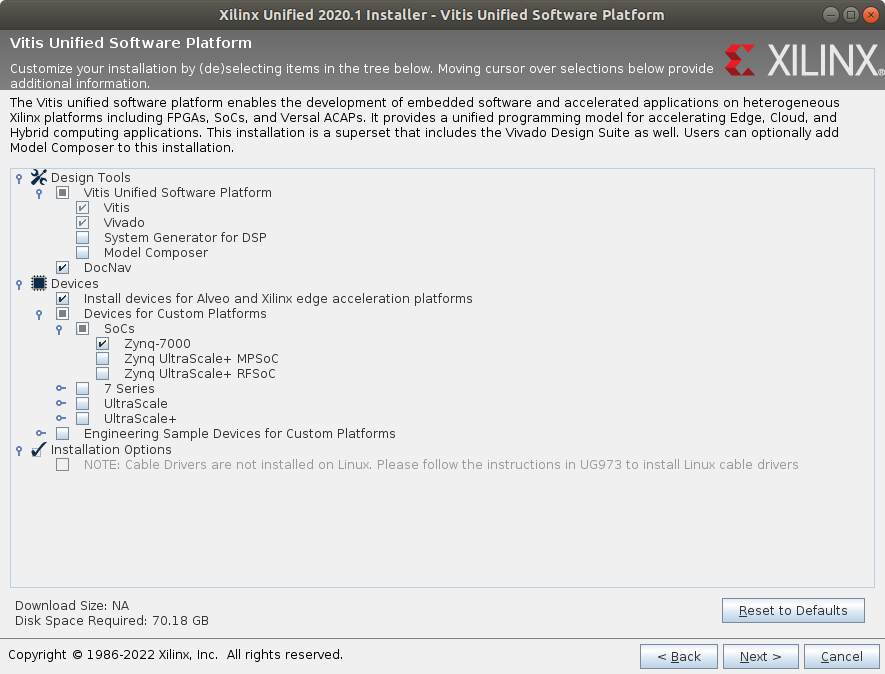 Xilinx Unified 2020.1 Installer - Vitis Unified Software Platform
Vitis Unified Software Platform
Customize your installation by (de)selecting items in the tree below. Moving cursor over selections below provide
additional information.
XILINX®
The Vitis unified software platform enables the development of embedded software and accelerated applications on heterogeneous
Xilinx platforms including FPGAs, SoCs, and Versal ACAPs. It provides a unified programming model for accelerating Edge, Cloud, and
Hybrid computing applications. This installation is a superset that includes the Vivado Design Suite as well. Users can optionally add
Model Composer to this installation.
Design Tools
Vitis Unified Software Platform
Vitis
Vivado
System Generator for DSP
Model Composer
DocNav
Devices
Install devices for Alveo and Xilinx edge acceleration platforms
Devices for Custom Platforms
SoCs
Zynq-7000
Zynq UltraScale+ MPSoC
Zynq UltraScale+ RFSoC
7 Series
UltraScale
UltraScale+
Engineering Sample Devices for Custom Platforms
Installation Options
NOTE: Cable Drivers are not installed on Linux. Please follow the instructions in UG973 to install Linux cable drivers
Download Size: NA
Disk Space Required: 70.18 GB
Reset to Defaults
Copyright © 1986-2022 Xilinx, Inc. All rights reserved.
< Back
Next >
Cancel